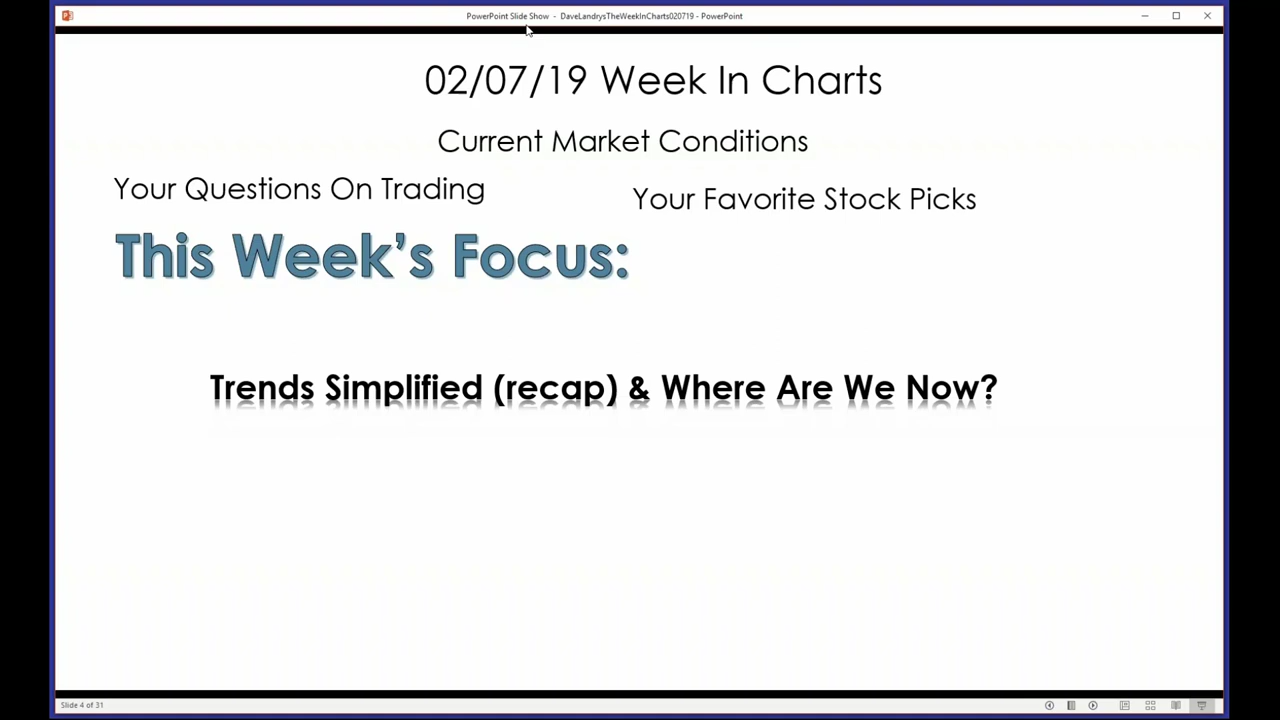 PowerPoint Slide Show - DaveLandrysTheWeekInCharts020719 - PowerPoint
02/07/19 Week In Charts
Current Market Conditions
Your Questions On Trading
Your Favorite Stock Picks
This Week's Focus:
Trends Simplified (recap) & Where Are We Now?
Slide 4 of 31